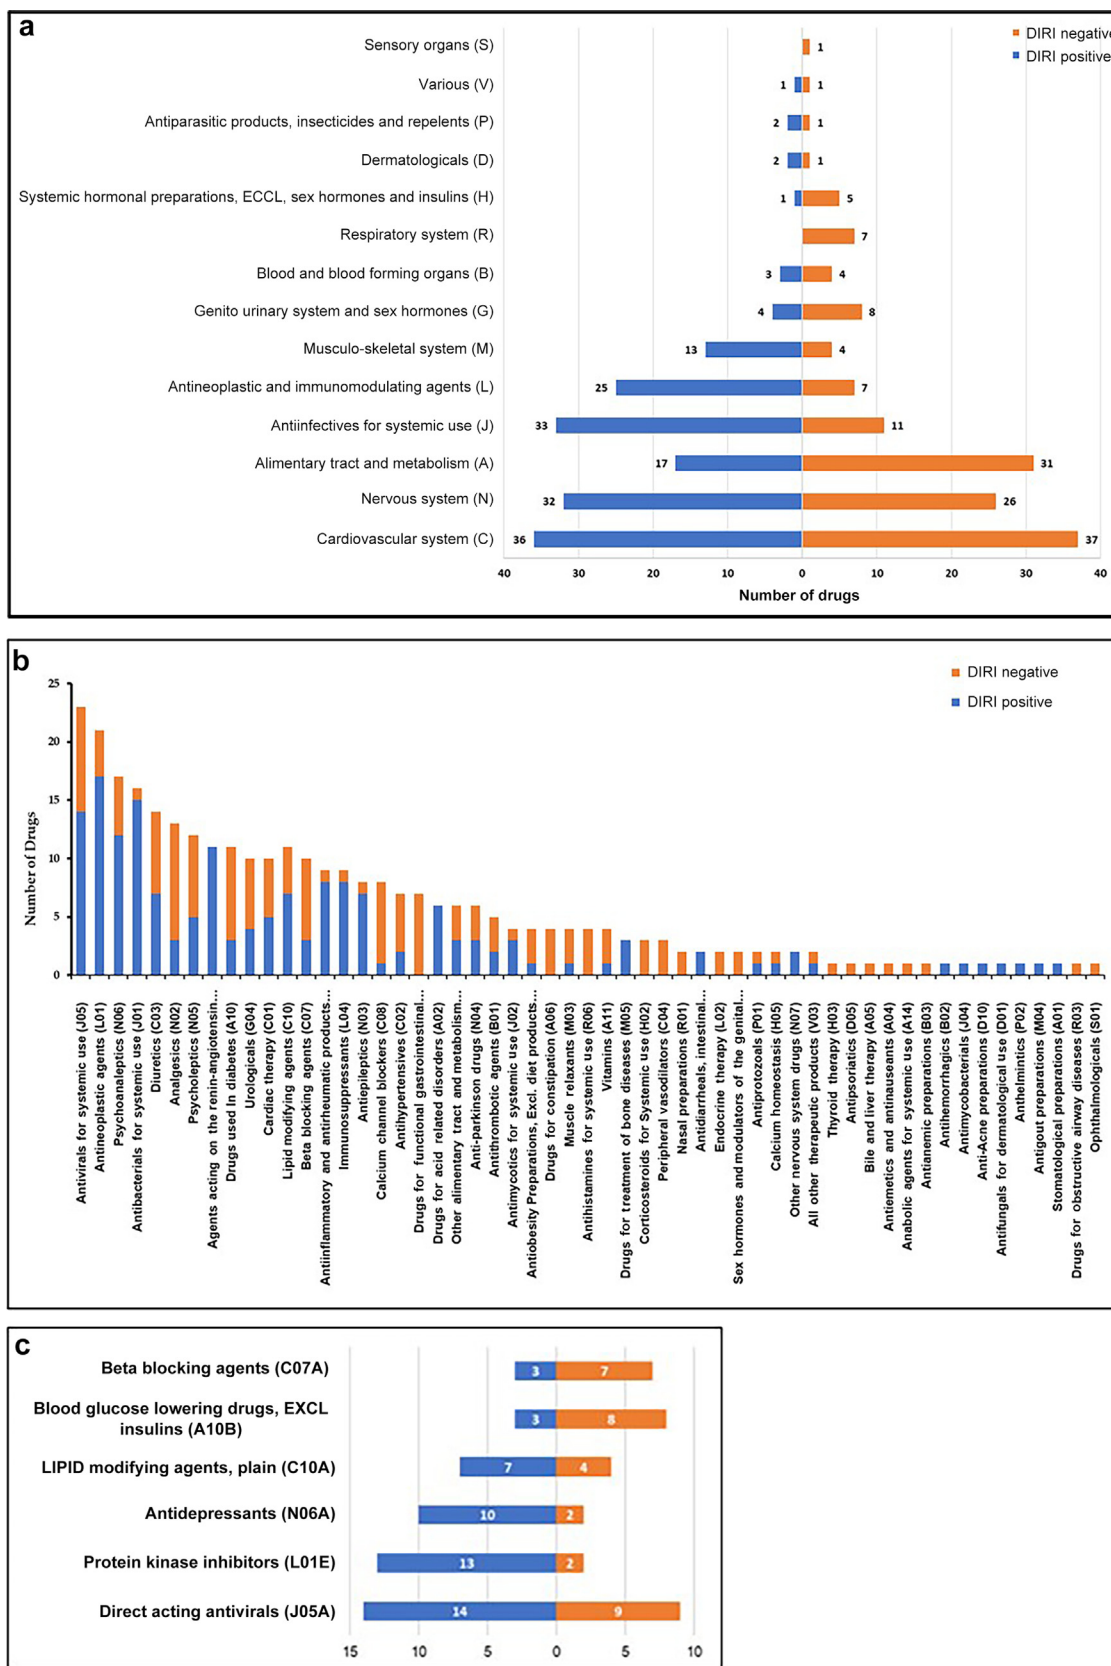 a
DIRI negative
DIRI positive
Sensory organs (S)
1
Various (V)
1 1
Antiparasitic products, insecticides and repelents (P)
2 1
Dermatologicals (D)
2 1
Systemic hormonal preparations, ECCL, sex hormones and insulins (H)
1 5
Respiratory system (R)
7
Blood and blood forming organs (B)
3 4
Genito urinary system and sex hormones (G)
4 8
Musculo-skeletal system (M)
13 4
Antineoplastic and immunomodulating agents (L)
25 7
Antiinfectives for systemic use (J)
33 11
Alimentary tract and metabolism (A)
17 31
Nervous system (N)
32 26
Cardiovascular system (C)
36 37
40 30 20 10 0 10 20 30 40
Number of drugs
b
DIRI negative
DIRI positive
Number of Drugs
25
20
15
10
5
0
Antivirals for systemic use (J05)
Antineoplastic agents (L01)
Psychoanaleptics (N06)
Antibacterials for systemic use (J01)
Diuretics (C03)
Analgesics (N02)
Psycholeptics (N05)
Agents acting on the renin-angiotensin...
Drugs used In diabetes (A10)
Urologicals (G04)
Cardiac therapy (C01)
Lipid modifying agents (C10)
Beta blocking agents (C07)
Antiinflammatory and antirheumatic products...
Immunosuppressants (L04)
Antiepileptics (N03)
Calcium channel blockers (C08)
Antihypertensives (C02)
Drugs for functional gastrointestinal...
Drugs for acid related disorders (A02)
Other alimentary tract and metabolism...
Anti-parkinson drugs (N04)
Antithrombotic agents (B01)
Antimycotics for systemic use (J02)
Antiobesity Preparations, Excl. diet products...
Drugs for constipation (A06)
Muscle relaxants (M03)
Antihistamines for systemic use (R06)
Vitamins (A11)
Drugs for treatment of bone diseases (M05)
Corticosteroids for Systemic use (H02)
Peripheral vasodilators (C04)
Nasal preparations (R01)
Antidiarrheals, intestinal...
Endocrine therapy (L02)
Sex hormones and modulators of the genital...
Antiprotozoals (P01)
Calcium homeostasis (H05)
Other nervous system drugs (N07)
All other therapeutic products (V03)
Thyroid therapy (H03)
Antipsoriatics (D05)
Bile and liver therapy (A05)
Antiemetics and antinauseants (A04)
Anabolic agents for systemic use (A14)
Antianemic preparations (B03)
Antihemorrhagics (B02)
Antimycobacterials (J04)
Anti-Acne preparations (D10)
Antifungals for dermatological use (D01)
Anthelmintics (P02)
Antigout preparations (M04)
Stomatological preparations (A01)
Drugs for obstructive airway diseases (R03)
Ophthalmologicals (S01)
c
Beta blocking agents (C07A)
3 7
Blood glucose lowering drugs, EXCL
insulins (A10B)
3 8
LIPID modifying agents, plain (C10A)
7 4
Antidepressants (N06A)
10 2
Protein kinase inhibitors (L01E)
13 2
Direct acting antivirals (J05A)
14 9
15 10 5 0 5 10